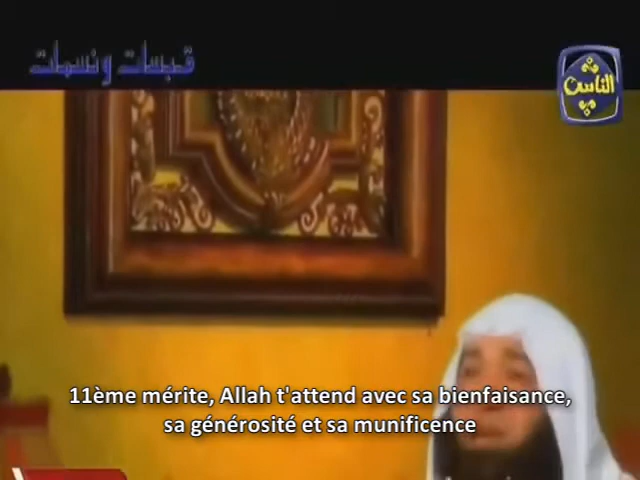 قبسات ونسمات
الناس
11ème mérite, Allah t'attend avec sa bienfaisance,
sa générosité et sa munificence